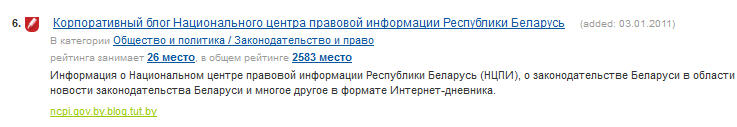 6. Корпоративный блог Национального центра правовой информации Республики Беларусь (added: 03.01.2011)
В категории Общество и политика / Законодательство и право
рейтинга занимает 26 место, в общем рейтинге 2583 место
Информация о Национальном центре правовой информации Республики Беларусь (НЦПИ), о законодательстве Беларуси в области
новости законодательства Беларуси и многое другое в формате Интернет-дневника.
ncpi.gov.by.blog.tut.by